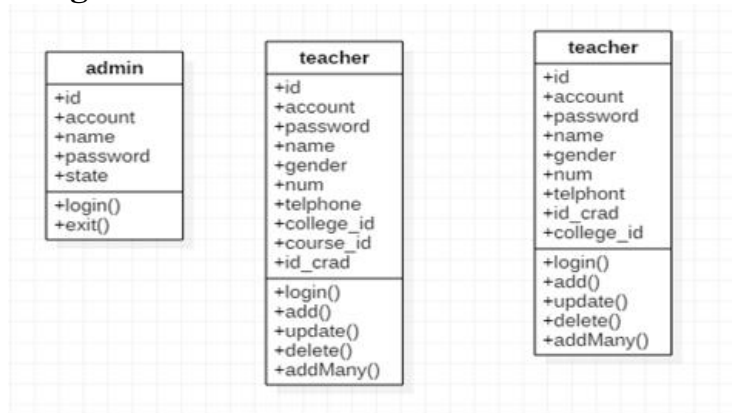 admin
+id
+account
+name
+password
+state
+login()
+exit()
teacher
+id
+account
+password
+name
+gender
+num
+telphone
+college_id
+course_id
+id_crad
+login()
+add()
+update()
+delete()
+addMany()
teacher
+id
+account
+password
+name
+gender
+num
+telphont
+id_crad
+college_id
+login()
+add()
+update()
+delete()
+addMany()